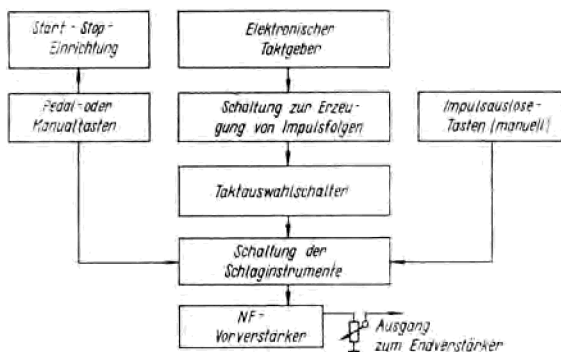 Start-Stop-
Einrichtung
Elektronischer
Taktgeber
Pedal-oder
Manualtasten
Schaltung zur Erzeu-
gung von Impulsfolgen
Impulsauslöse-
Tasten (manuell)
Taktauswahlschalter
Schaltung der
Schlaginstrumente
NF-
Vorverstärker
Ausgang
zum Endverstärker